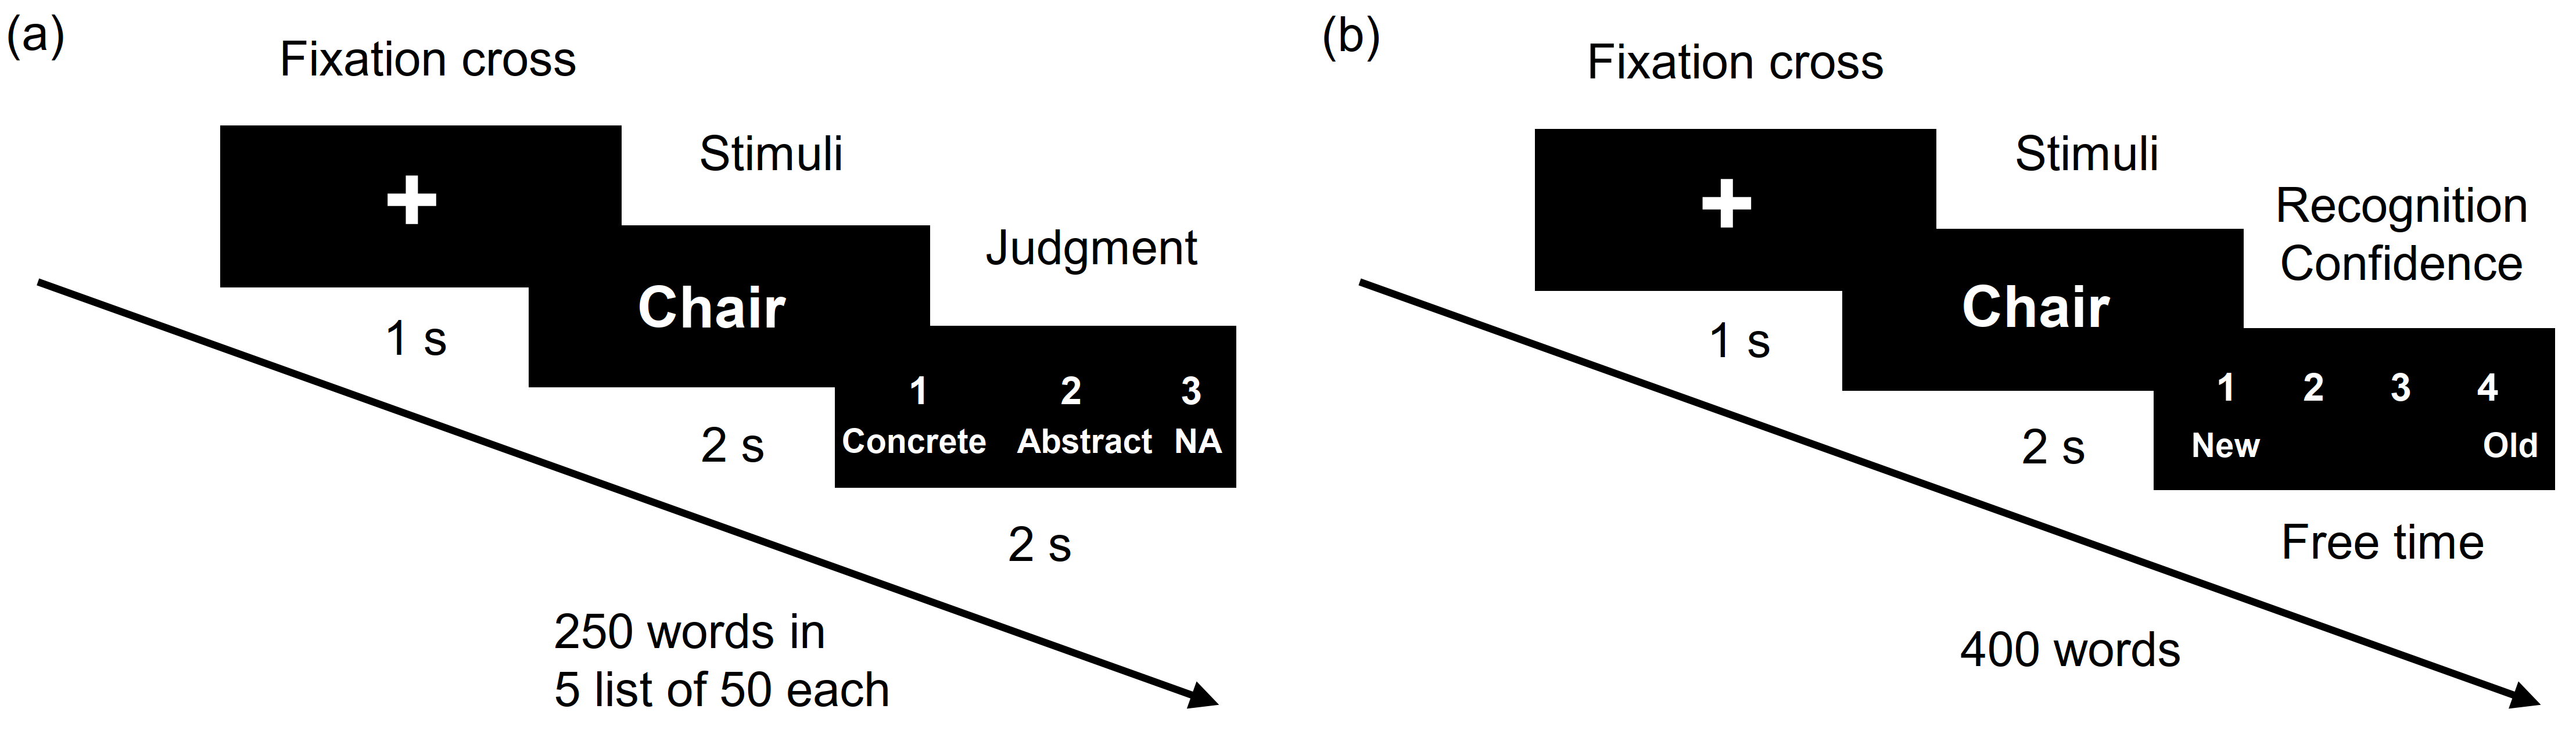 (a)
Fixation cross
Stimuli
Judgment
Chair
1 s
1 2 3
Concrete Abstract NA
2 s
2 s
250 words in
5 list of 50 each
(b)
Fixation cross
Stimuli
Recognition
Confidence
Chair
1 s
1 2 3 4
New Old
2 s
Free time
400 words